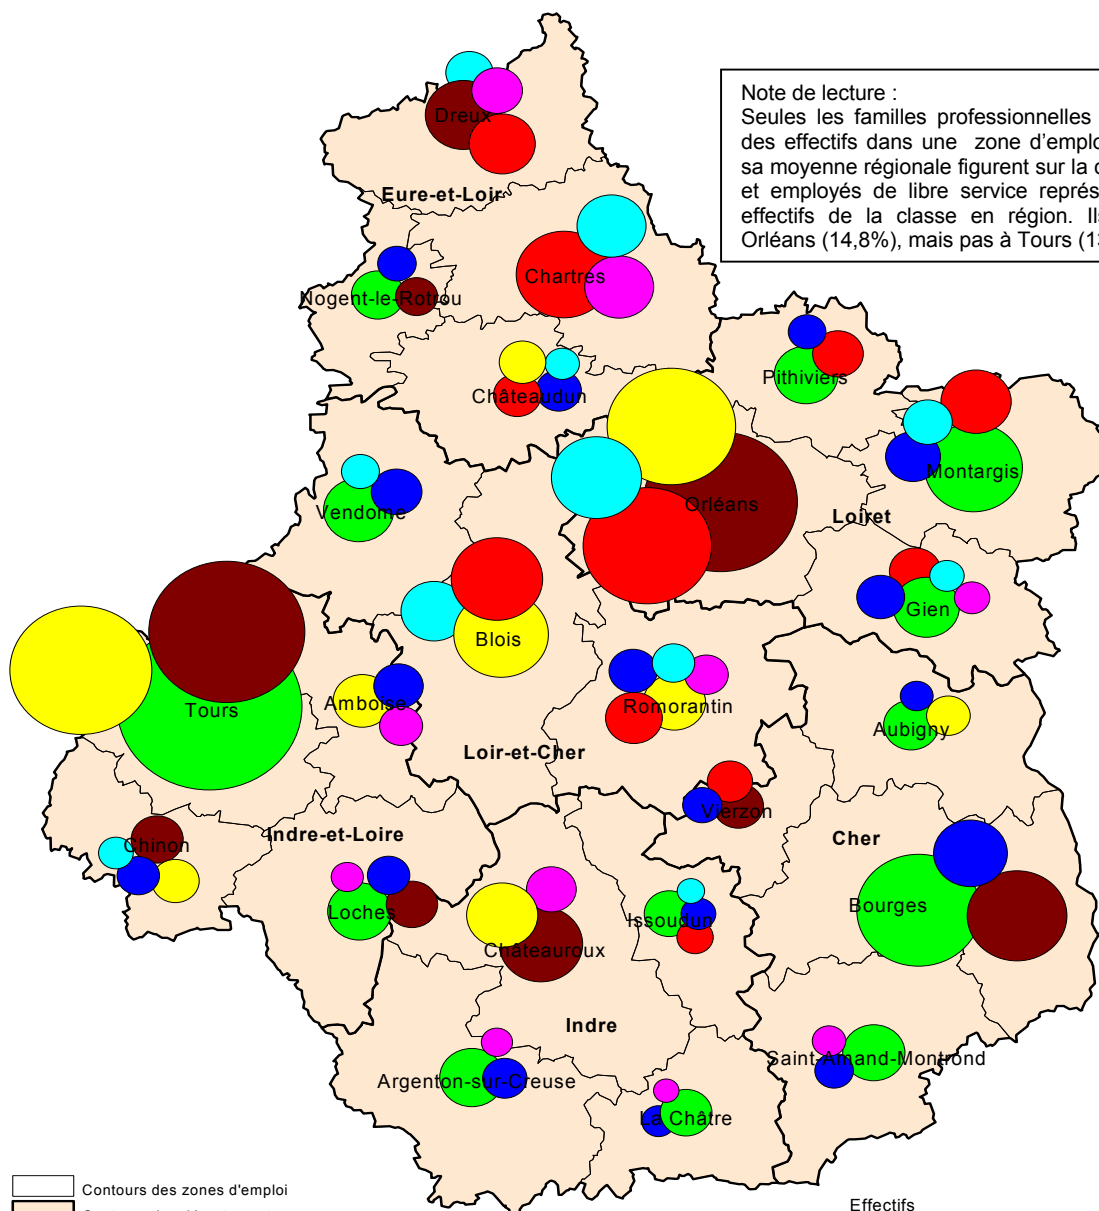 Note de lecture :
Seules les familles professionnelles
des effectifs dans une zone d'emplo
sa moyenne régionale figurent sur la
et employés de libre service représ
effectifs de la classe en région.
Orléans (14,8%), mais pas à Tours (13
Dreux
Eure-et-Loir
Chartres
Nogent-le-Rotrou
Châteaudun
Pithiviers
Montargis
Orléans
Loiret
Vendome
Gien
Blois
Tours
Amboise
Romorantin
Aubigny
Loir-et-Cher
Vierzon
Chinon
Indre-et-Loire
Cher
Loches
Issoudun
Bourges
Châteauroux
Indre
Saint-Amand-Montrond
Argenton-sur-Creuse
La Châtre
Contours des zones d'emploi
Effectifs